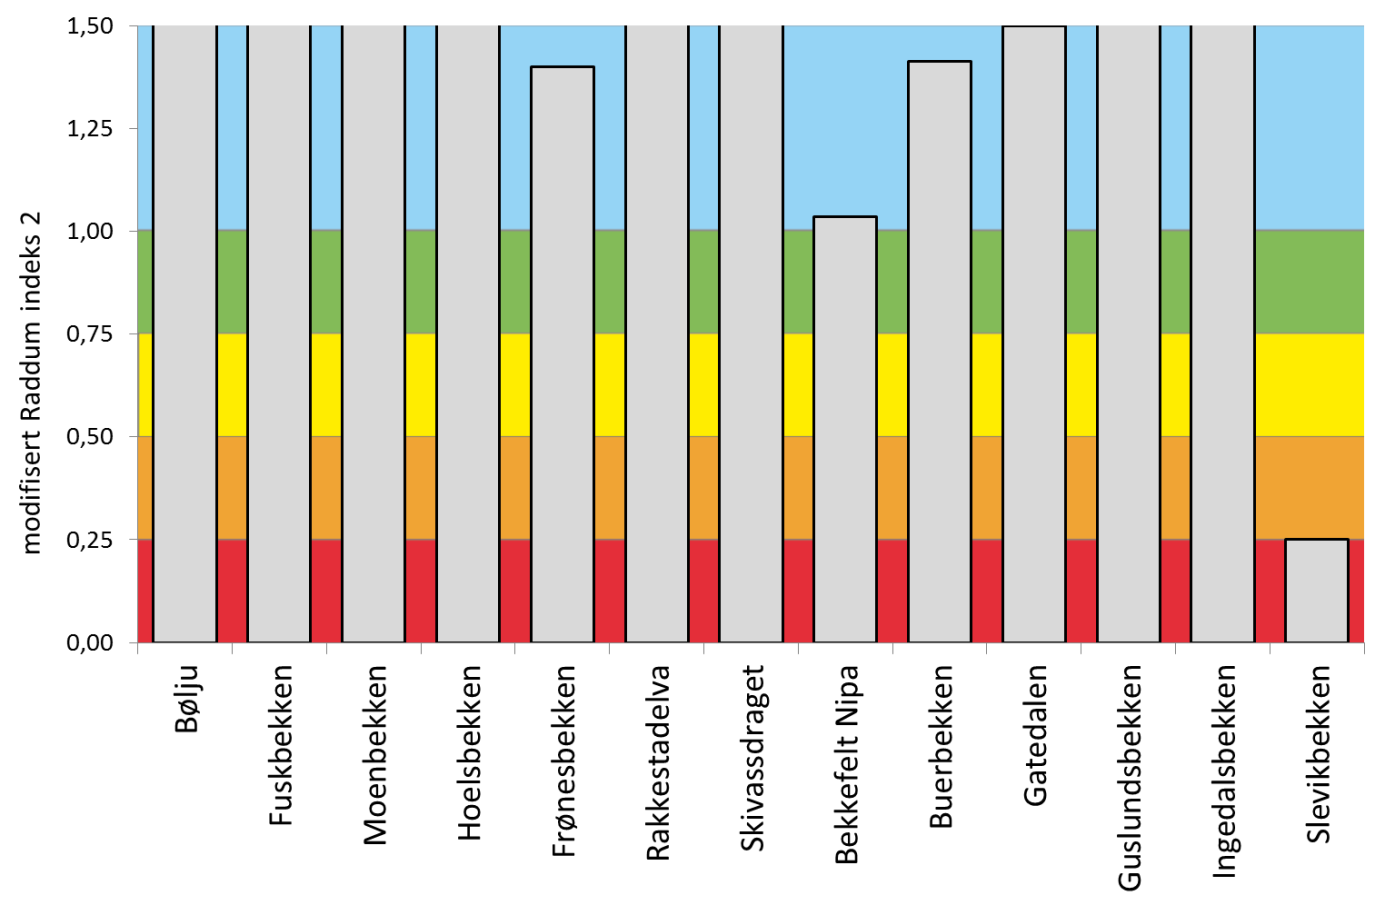 modifisert Raddum indeks 2
1,50
1,25
1,00
0,75
0,50
0,25
0,00
Bølju
Fuskbekken
Moenbekken
Hoelsbekken
Frønesbekken
Rakkestadelva
Skivassdraget
Bekkefelt Nipa
Buerbekken
Gatedalen
Guslundsbekken
Ingedalsbekken
Slevikbekken